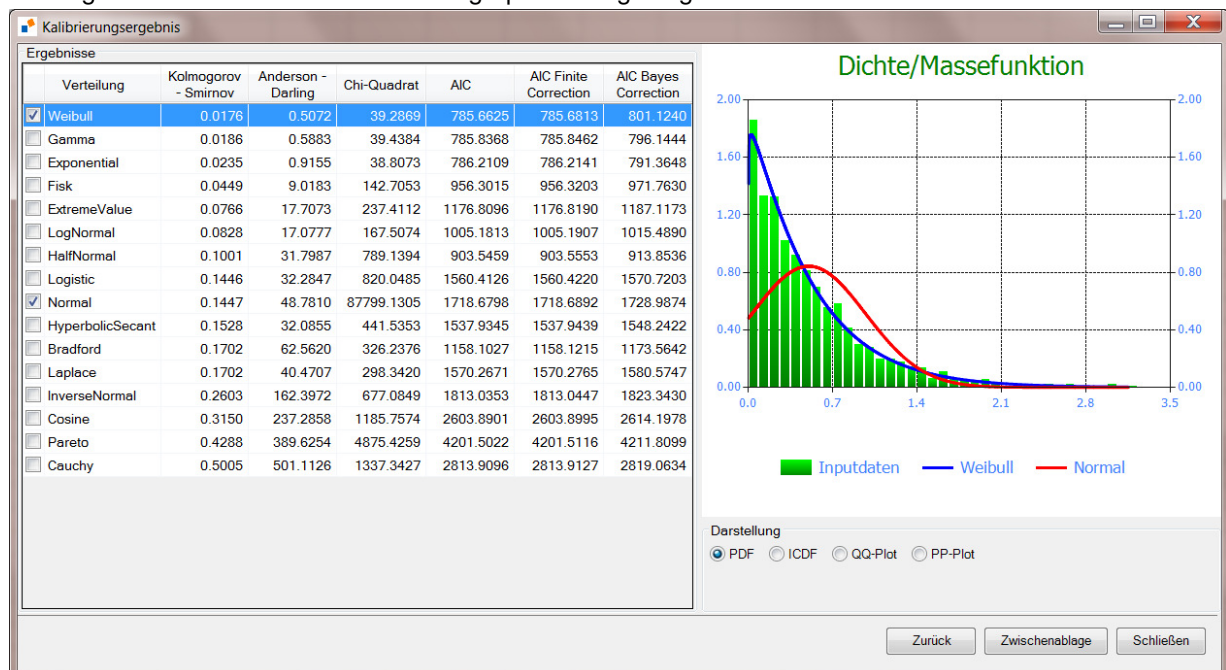 Kalibrierungsergebnis
Ergebnisse
Verteilung Kolmogorov - Smirnov Anderson - Darling Chi-Quadrat AIC AIC Finite Correction AIC Bayes Correction
Weibull 0.0176 0.5072 39.2869 785.6625 785.6813 801.1240
Gamma 0.0186 0.5883 39.4384 785.8368 785.8462 796.1444
Exponential 0.0235 0.9155 38.8073 786.2109 786.2141 791.3648
Fisk 0.0449 9.0183 142.7053 956.3015 956.3203 971.7630
ExtremeValue 0.0766 17.7073 237.4112 1176.8096 1176.8190 1187.1173
LogNormal 0.0828 17.0777 167.5074 1005.1813 1005.1907 1015.4890
HalfNormal 0.1001 31.7987 789.1394 903.5459 903.5553 913.8536
Logistic 0.1446 32.2847 820.0485 1560.4126 1560.4220 1570.7203
Normal 0.1447 48.7810 87799.1305 1718.6798 1718.6892 1728.9874
HyperbolicSecant 0.1528 32.0855 441.5353 1537.9345 1537.9439 1548.2422
Bradford 0.1702 62.5620 326.2376 1158.1027 1158.1215 1173.5642
Laplace 0.1702 40.4707 298.3420 1570.2671 1570.2765 1580.5747
InverseNormal 0.2603 162.3972 677.0849 1813.0353 1813.0447 1823.3430
Cosine 0.3150 237.2858 1185.7574 2603.8901 2603.8995 2614.1978
Pareto 0.4288 389.6254 4875.4259 4201.5022 4201.5116 4211.8099
Cauchy 0.5005 501.1126 1337.3427 2813.9096 2813.9127 2819.0634
Dichte/Massefunktion
2.00 2.00
1.60 1.60
1.20 1.20
0.80 0.80
0.40 0.40
0.00 0.00
0.0 0.7 1.4 2.1 2.8 3.5
Inputdaten Weibull Normal
Darstellung
PDF ICDF QQ-Plot PP-Plot
Zurück Zwischenablage Schließen